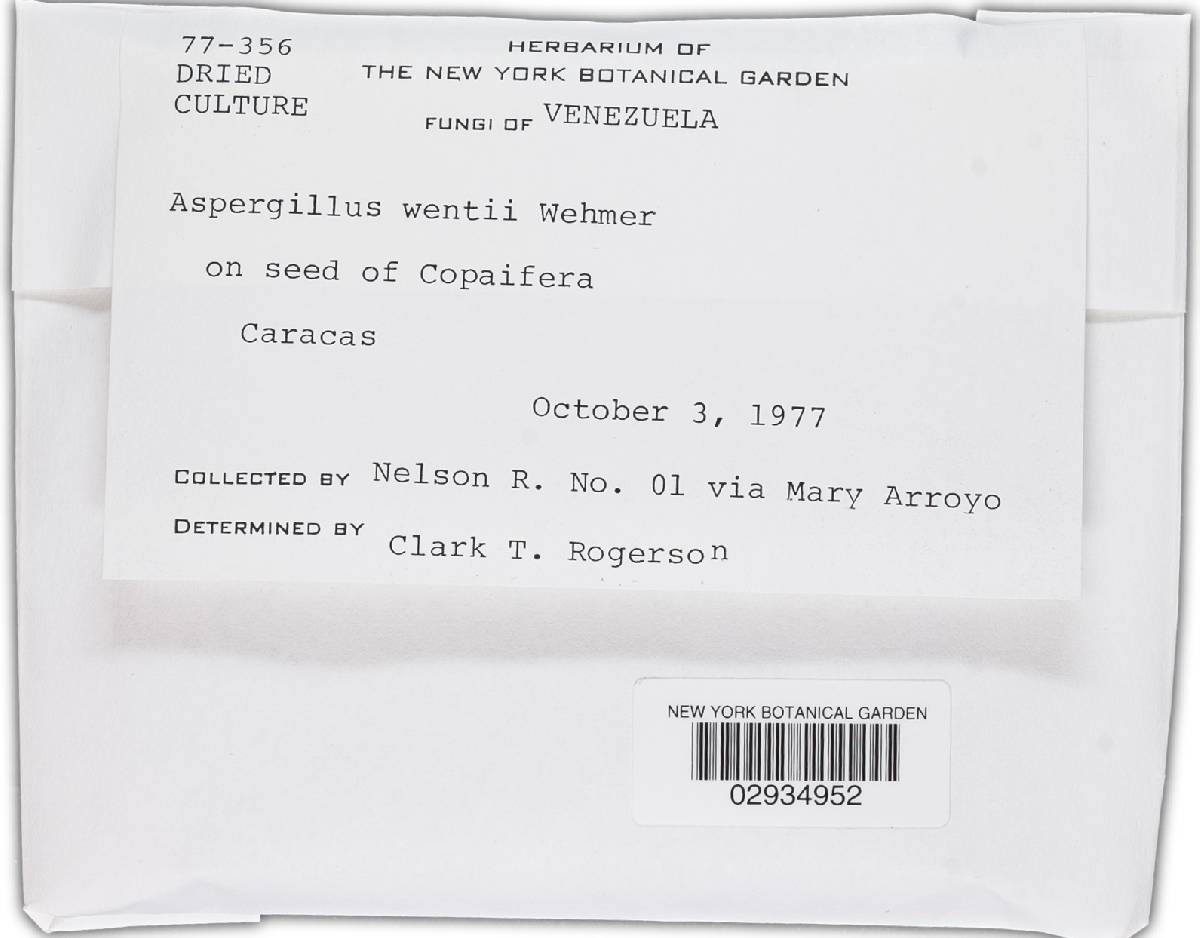 77-356
DRIED
CULTURE
HERBARIUM OF
THE NEW YORK BOTANICAL GARDEN
FUNGI OF VENEZUELA
Aspergillus wentii Wehmer
on seed of Copaifera
Caracas
October 3, 1977
COLLECTED BY Nelson R. No. 01 via Mary Arroyo
DETERMINED BY Clark T. Rogerson
NEW YORK BOTANICAL GARDEN
02934952